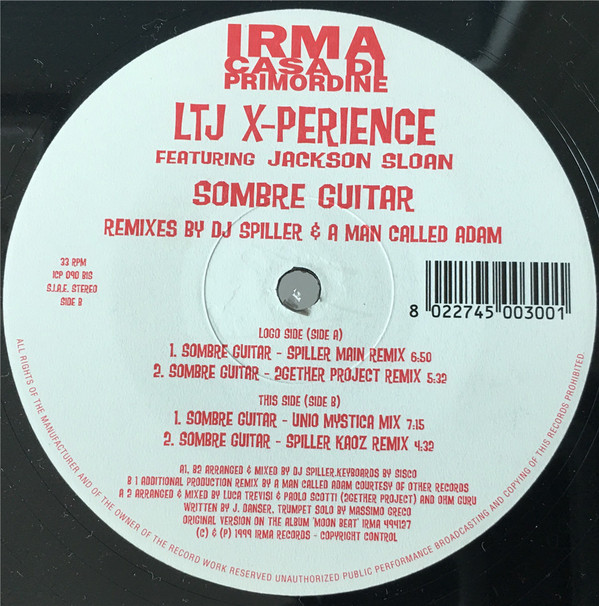 IRMA
CASA DI
PRIMORDINE
LTJ X-PERIENCE
FEATURING JACKSON SLOAN
SOMBRE GUITAR
REMIXES BY DJ SPILLER & A MAN CALLED ADAM
33 RPM
ICP 090 BIS
S.I.A.E. STEREO
SIDE B
8 022745 003001
LOGO SIDE (SIDE A)
1. SOMBRE GUITAR - SPILLER MAIN REMIX 6:50
2. SOMBRE GUITAR - 2GETHER PROJECT REMIX 5:32
THIS SIDE (SIDE B)
1. SOMBRE GUITAR - UNIO MYSTICA MIX 7:15
2. SOMBRE GUITAR - SPILLER KAOZ REMIX 4:32
A1, B2 ARRANGED & MIXED BY DJ SPILLER.KEYBOARDS BY SISCO
B 1 ADDITIONAL PRODUCTION REMIX BY A MAN CALLED ADAM COURTESY OF OTHER RECORDS
A 2 ARRANGED & MIXED BY LUCA TREVISI & PAOLO SCOTTI (2GETHER PROJECT) AND OHM GURU
WRITTEN BY J. DANSER, TRUMPET SOLO BY MASSIMO GRECO
ORIGINAL VERSION ON THE ALBUM 'MOON BEAT' IRMA 499127
(C) & (P) 1999 IRMA RECORDS - COPYRIGHT CONTROL
ALL RIGHTS OF THE MANUFACTURER AND OF THE OWNER OF THE RECORD WORK RESERVED UNAUTHORIZED PUBLIC PERFORMANCE BROADCASTING AND COPYING OF THIS RECORDS PROHIBITED.